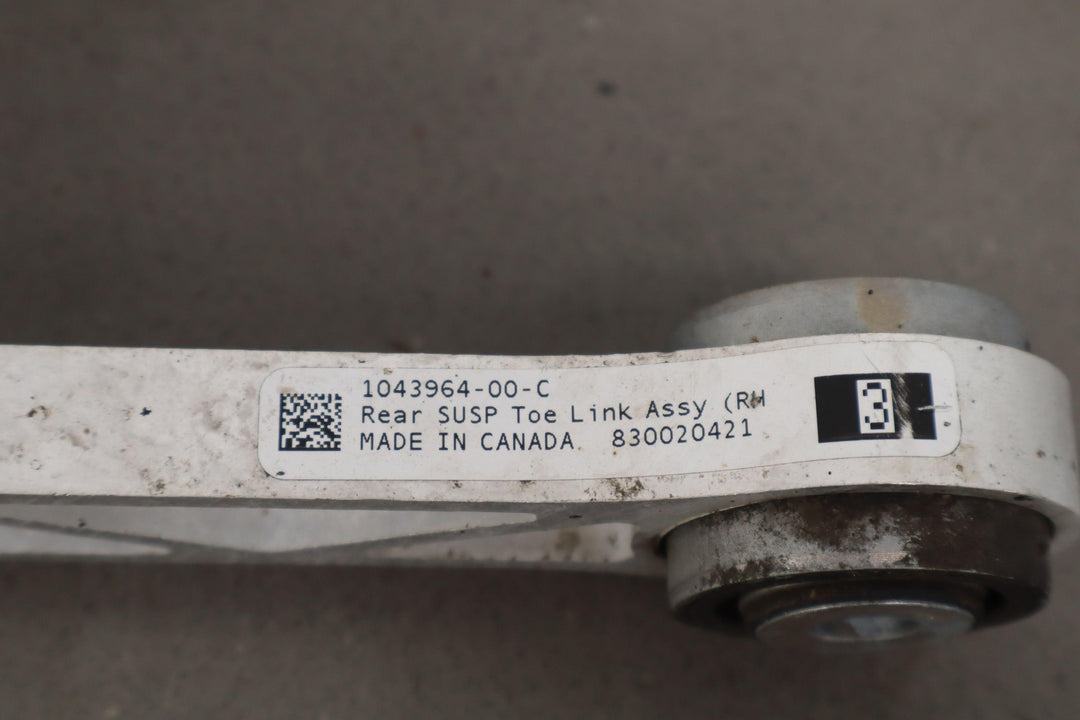 1043964-00-C
Rear SUSP Toe Link Assy (RH
MADE IN CANADA 830020421
3